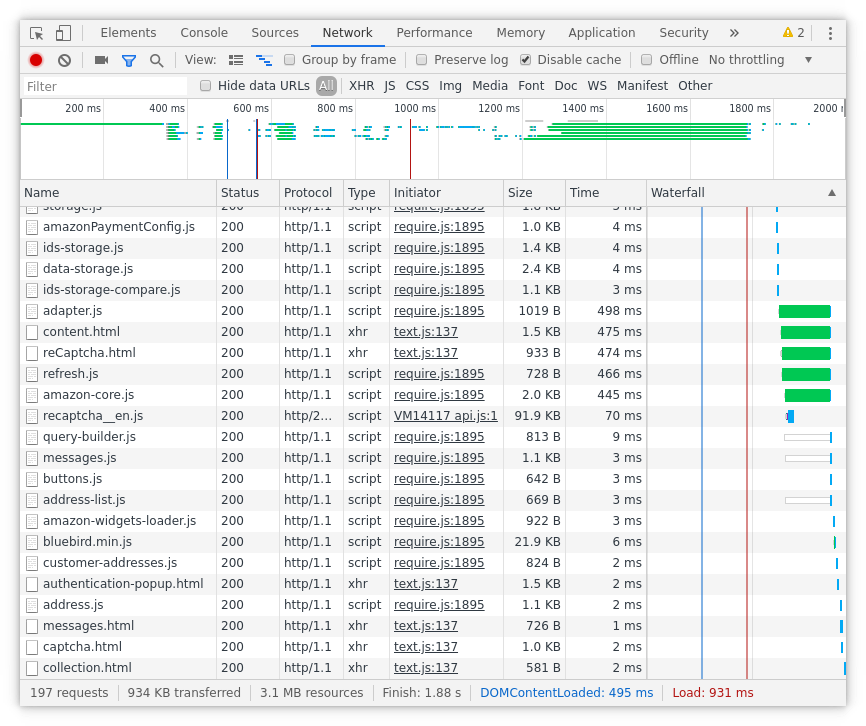 Elements Console Sources Network Performance Memory Application Security » 2
View: Group by frame Preserve log Disable cache Offline No throttling
Filter Hide data URLs All XHR JS CSS Img Media Font Doc WS Manifest Other
200 ms 400 ms 600 ms 800 ms 1000 ms 1200 ms 1400 ms 1600 ms 1800 ms 2000
Name Status Protocol Type Initiator Size Time Waterfall
storage.js 200 http/1.1 script require.js:1895 1.8 KB 3 ms
amazonPaymentConfig.js 200 http/1.1 script require.js:1895 1.0 KB 4 ms
ids-storage.js 200 http/1.1 script require.js:1895 1.4 KB 4 ms
data-storage.js 200 http/1.1 script require.js:1895 2.4 KB 4 ms
ids-storage-compare.js 200 http/1.1 script require.js:1895 1.1 KB 3 ms
adapter.js 200 http/1.1 script require.js:1895 1019 B 498 ms
content.html 200 http/1.1 xhr text.js:137 1.5 KB 475 ms
reCaptcha.html 200 http/1.1 xhr text.js:137 933 B 474 ms
refresh.js 200 http/1.1 script require.js:1895 728 B 466 ms
amazon-core.js 200 http/1.1 script require.js:1895 2.0 KB 445 ms
recaptcha__en.js 200 http/2... script VM14117 api.js:1 91.9 KB 70 ms
query-builder.js 200 http/1.1 script require.js:1895 813 B 9 ms
messages.js 200 http/1.1 script require.js:1895 1.1 KB 3 ms
buttons.js 200 http/1.1 script require.js:1895 642 B 3 ms
address-list.js 200 http/1.1 script require.js:1895 669 B 3 ms
amazon-widgets-loader.js 200 http/1.1 script require.js:1895 922 B 3 ms
bluebird.min.js 200 http/1.1 script require.js:1895 21.9 KB 6 ms
customer-addresses.js 200 http/1.1 script require.js:1895 824 B 2 ms
authentication-popup.html 200 http/1.1 xhr text.js:137 1.5 KB 2 ms
address.js 200 http/1.1 script require.js:1895 1.1 KB 2 ms
messages.html 200 http/1.1 xhr text.js:137 726 B 1 ms
captcha.html 200 http/1.1 xhr text.js:137 1.0 KB 2 ms
collection.html 200 http/1.1 xhr text.js:137 581 B 2 ms
197 requests 934 KB transferred 3.1 MB resources Finish: 1.88 s DOMContentLoaded: 495 ms Load: 931 ms